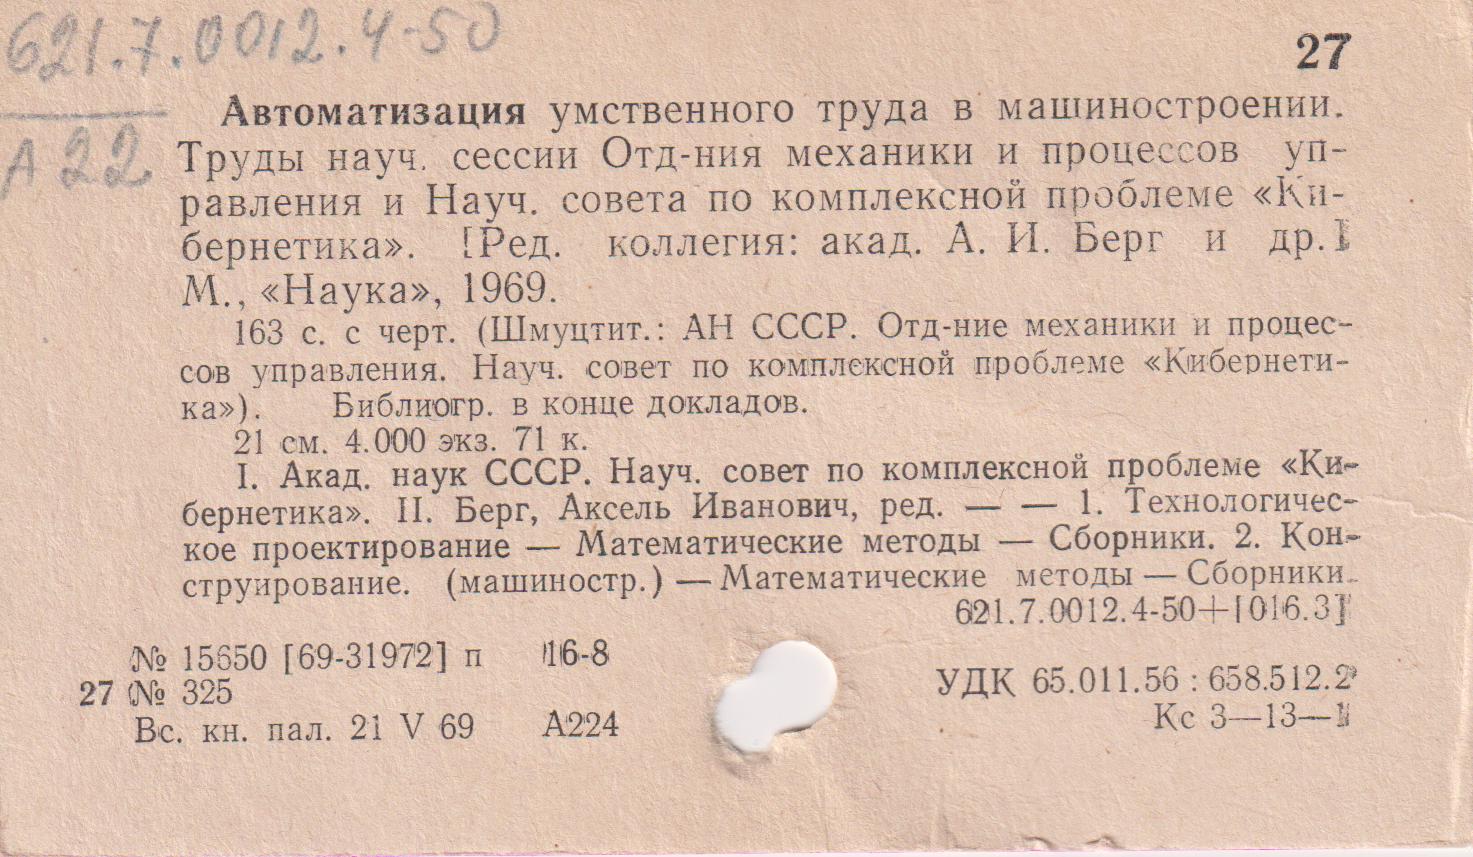 621.7.0012.4-50
27
А 22
Автоматизация умственного труда в машиностроении.
Труды науч. сессии Отд-ния механики и процессов уп-
равления и Науч. совета по комплексной проблеме «Ки-
бернетика». [Ред. коллегия: акад. А. И. Берг и др.]
М., «Наука», 1969.
163 с. с черт. (Шмуцтит.: АН СССР. Отд-ние механики и процес-
сов управления. Науч. совет по комплексной проблеме «Кибернети-
ка»). Библиогр. в конце докладов.
21 см. 4.000 экз. 71 к.
I. Акад. наук СССР. Науч. совет по комплексной проблеме «Ки-
бернетика». II. Берг, Аксель Иванович, ред. — — 1. Технологичес-
кое проектирование — Математические методы — Сборники. 2. Кон-
струирование. (машиностр.) — Математические методы — Сборники.
621.7.0012.4-50+[016.3]
№ 15650 [69-31972] п 16-8
27 № 325
УДК 65.011.56 : 658.512.2
Вс. кн. пал. 21 V 69 А224
Кс 3—13—1